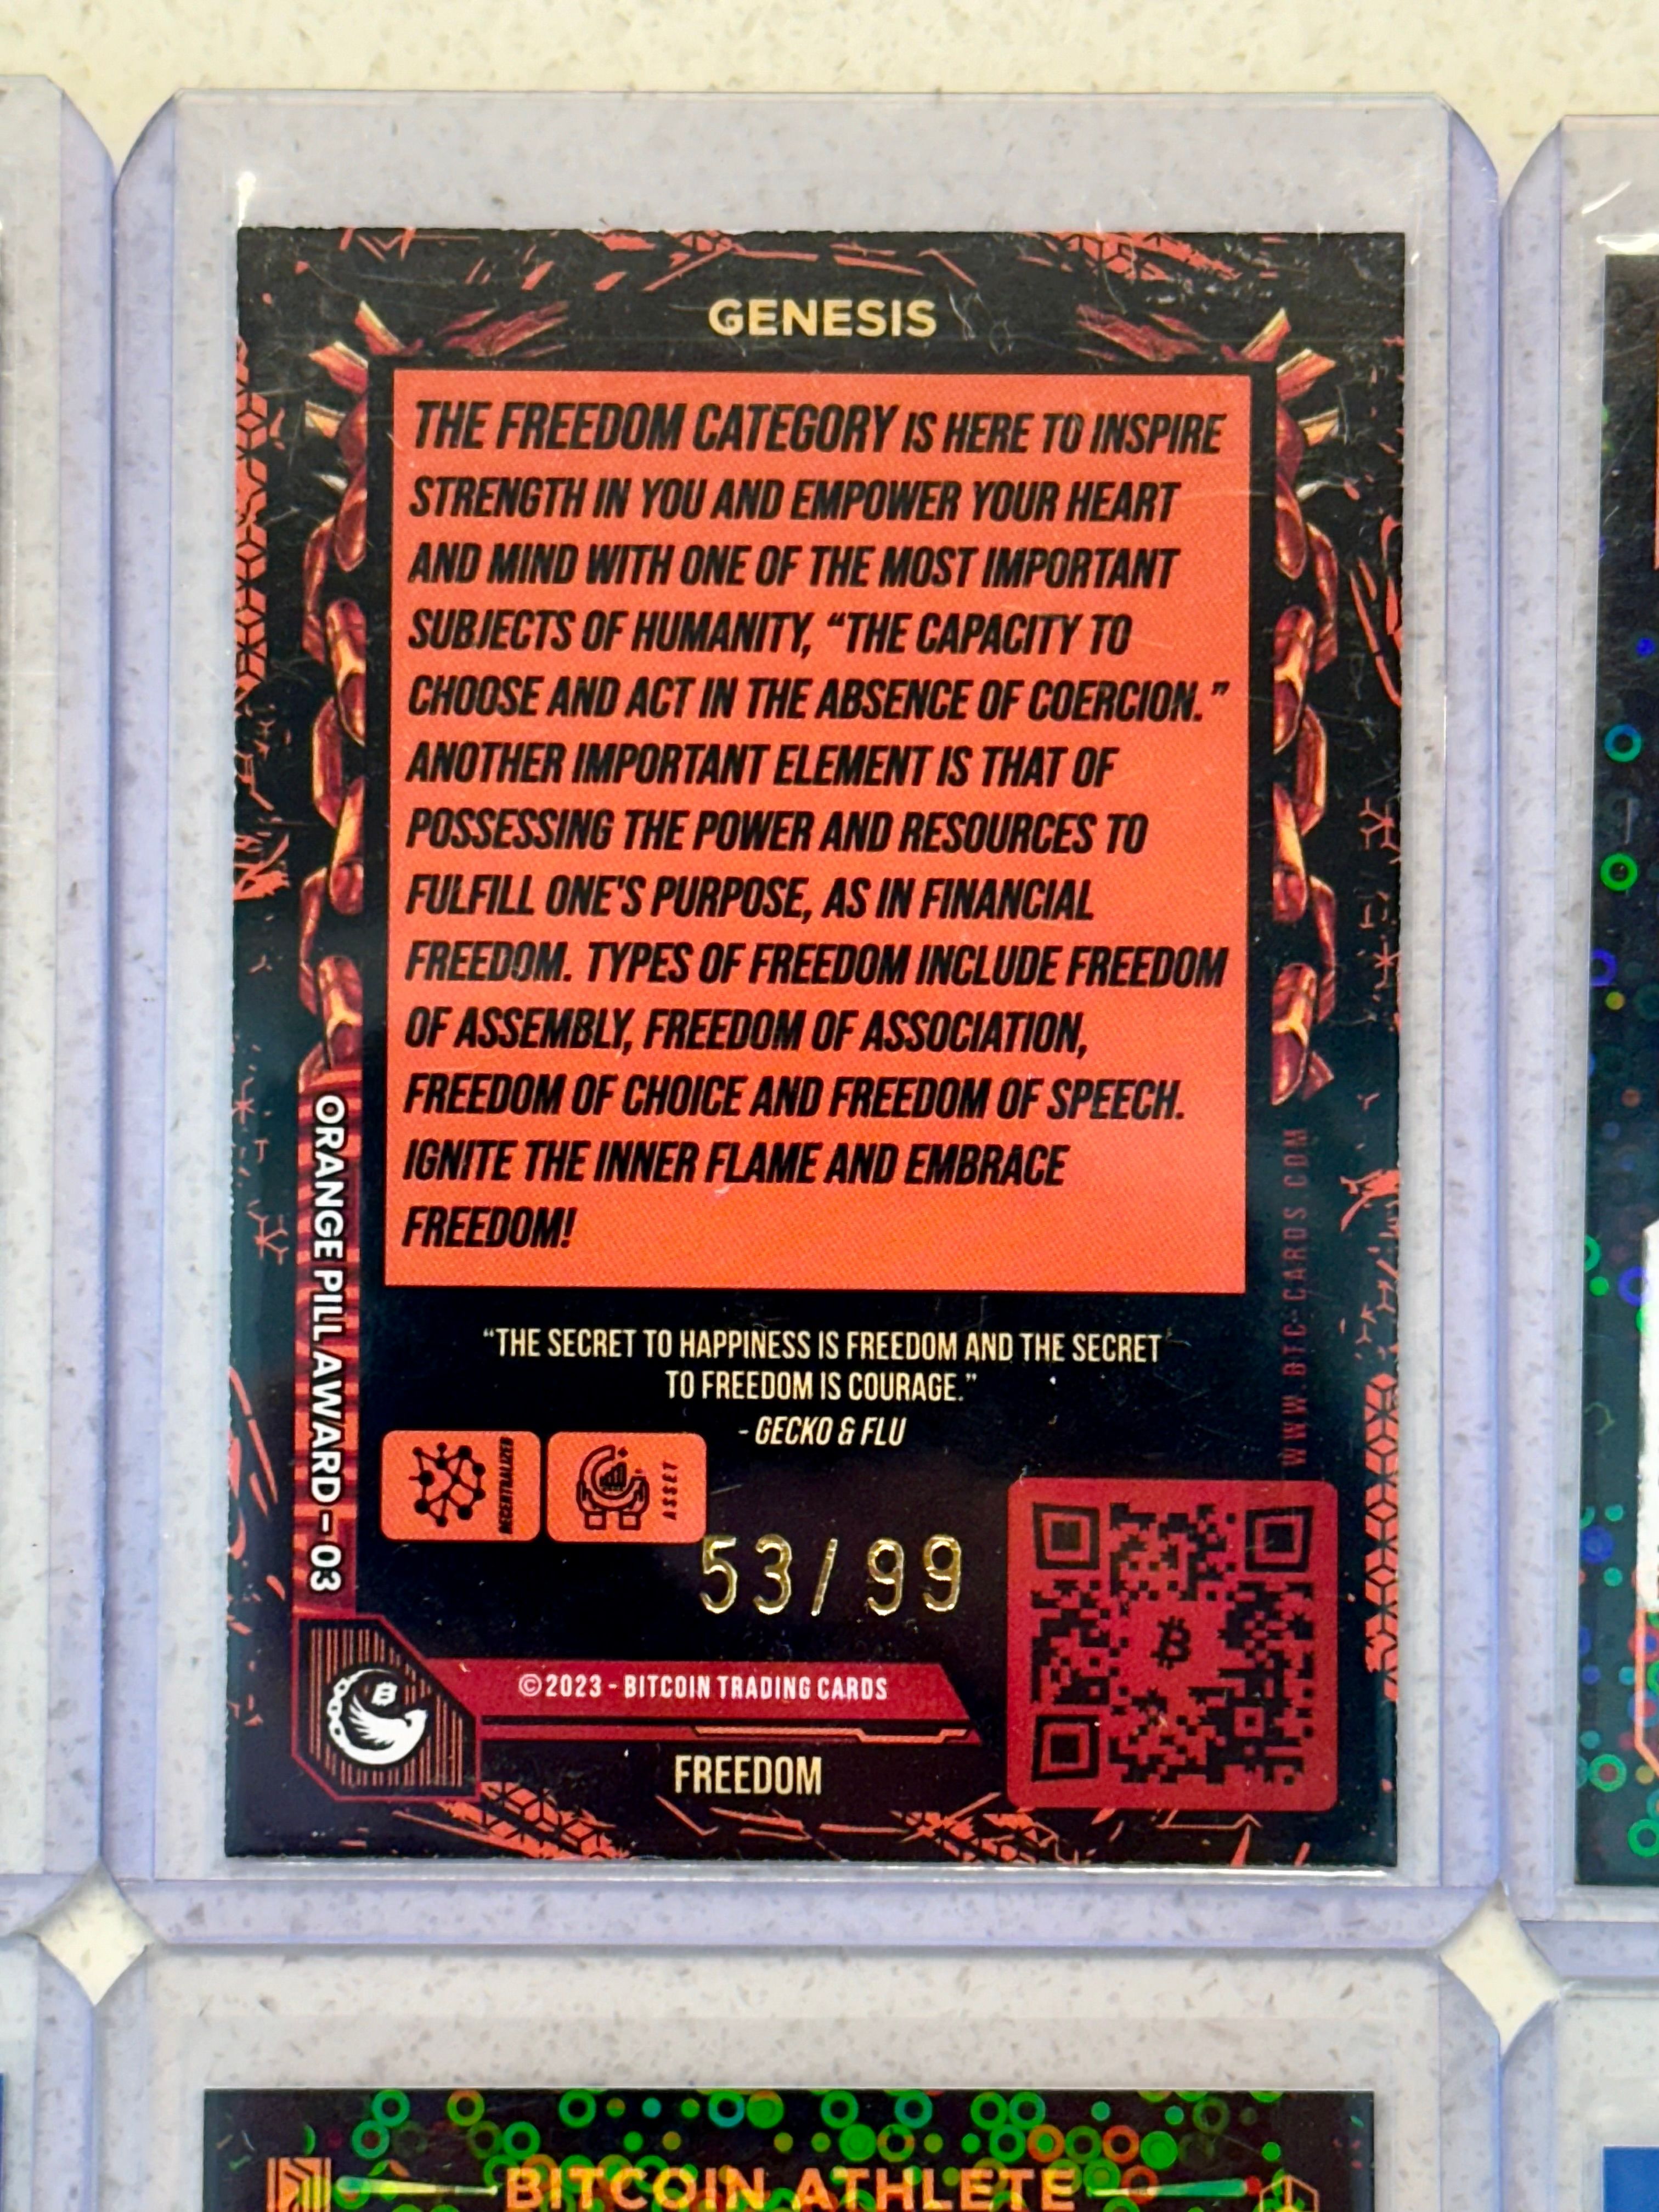 GENESIS
THE FREEDOM CATEGORY IS HERE TO INSPIRE
STRENGTH IN YOU AND EMPOWER YOUR HEART
AND MIND WITH ONE OF THE MOST IMPORTANT
SUBJECTS OF HUMANITY, “THE CAPACITY TO
CHOOSE AND ACT IN THE ABSENCE OF COERCION.”
ANOTHER IMPORTANT ELEMENT IS THAT OF
POSSESSING THE POWER AND RESOURCES TO
FULFILL ONE'S PURPOSE, AS IN FINANCIAL
FREEDOM. TYPES OF FREEDOM INCLUDE FREEDOM
OF ASSEMBLY, FREEDOM OF ASSOCIATION,
FREEDOM OF CHOICE AND FREEDOM OF SPEECH.
IGNITE THE INNER FLAME AND EMBRACE
FREEDOM!
ORANGE PILL AWARD - 03
WWW.BTC-CARDS.COM
“THE SECRET TO HAPPINESS IS FREEDOM AND THE SECRET
TO FREEDOM IS COURAGE.”
- GECKO & FLU
DECENTRALIZED
ASSET
53/99
©2023 - BITCOIN TRADING CARDS
FREEDOM
BITCOIN ATHLETE